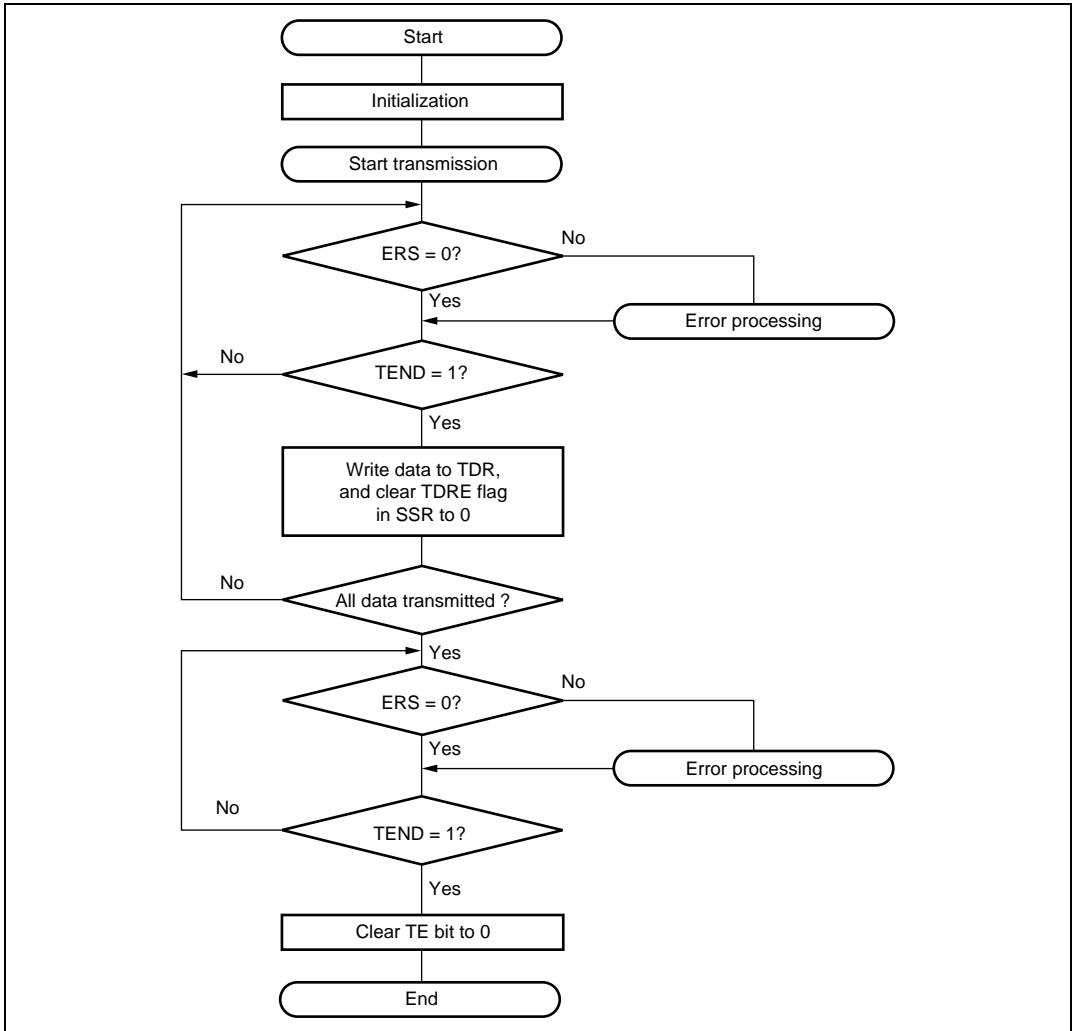 Start
Initialization
Start transmission
ERS = 0?
No
Yes
Error processing
No
TEND = 1?
Yes
Write data to TDR,
and clear TDRE flag
in SSR to 0
No
All data transmitted ?
Yes
No
ERS = 0?
Yes
Error processing
No
TEND = 1?
Yes
Clear TE bit to 0
End